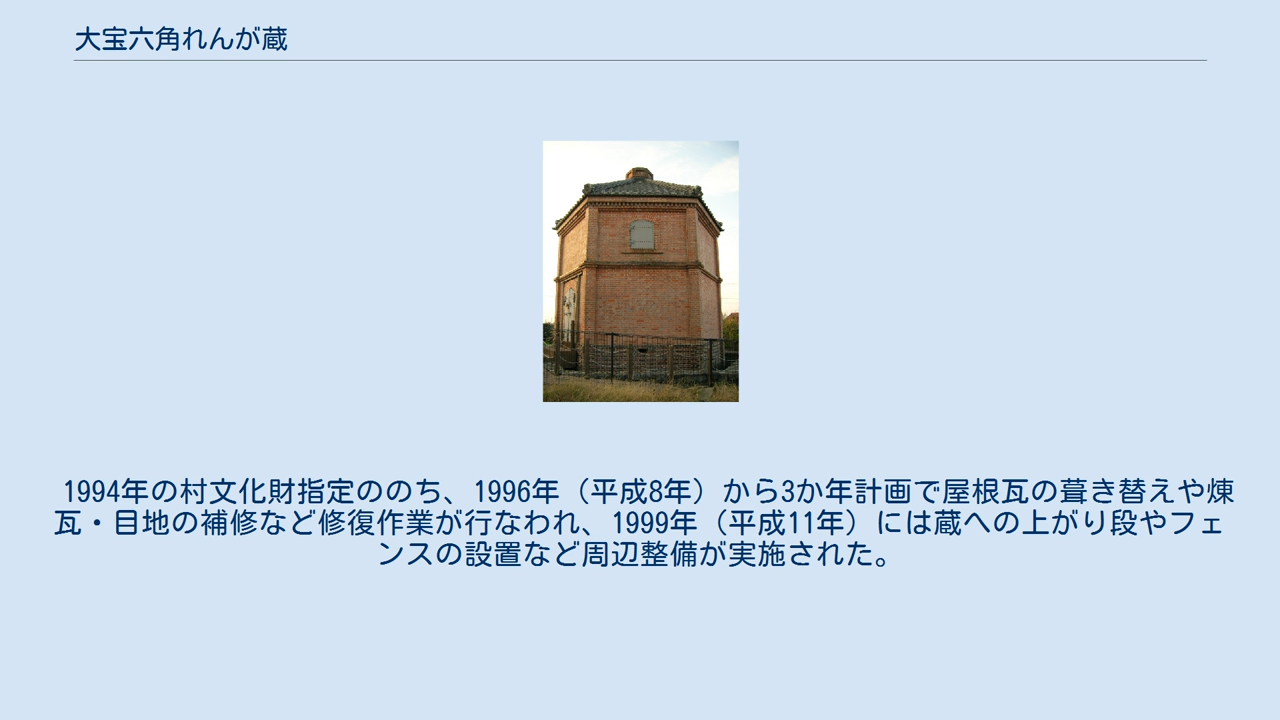 大宝六角れんが蔵
1994年の村文化財指定ののち、1996年（平成8年）から3か年計画で屋根瓦の葺き替えや煉
瓦・目地の補修など修復作業が行なわれ、1999年（平成11年）には蔵への上がり段やフェ
ンスの設置など周辺整備が実施された。